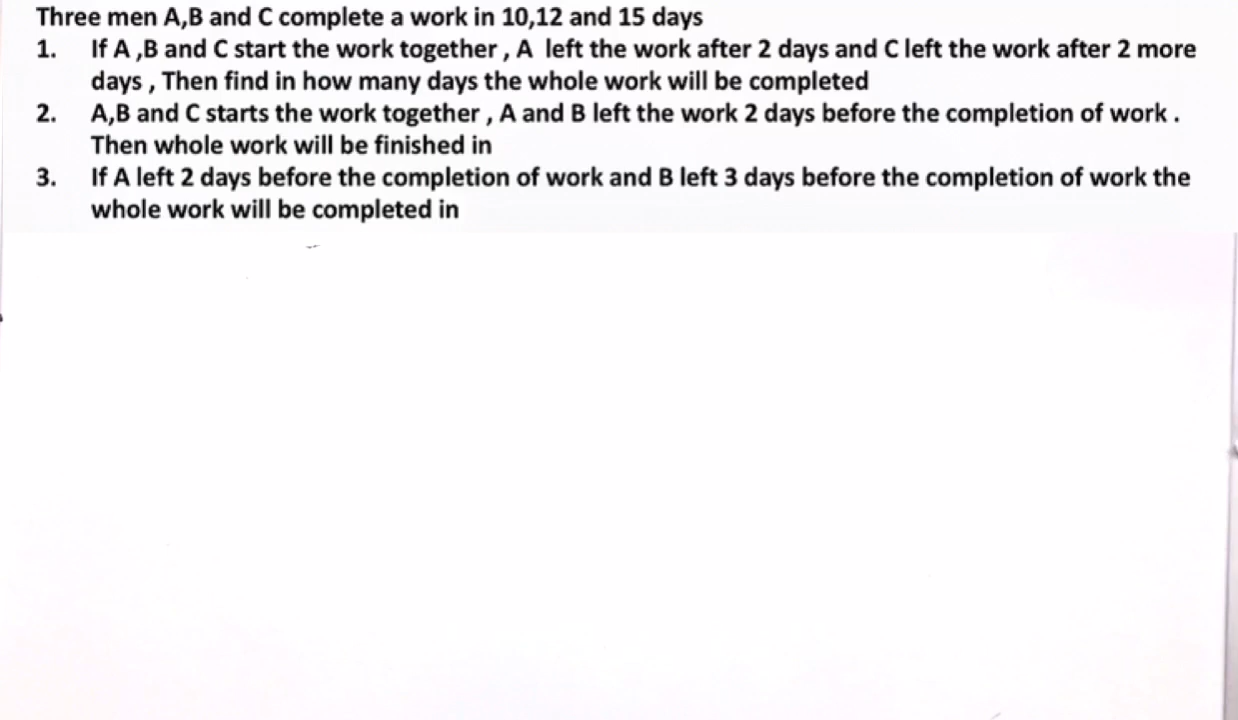 Three men A,B and C complete a work in 10,12 and 15 days
1. If A ,B and C start the work together , A left the work after 2 days and C left the work after 2 more
days , Then find in how many days the whole work will be completed
2. A,B and C starts the work together , A and B left the work 2 days before the completion of work .
Then whole work will be finished in
3. If A left 2 days before the completion of work and B left 3 days before the completion of work the
whole work will be completed in